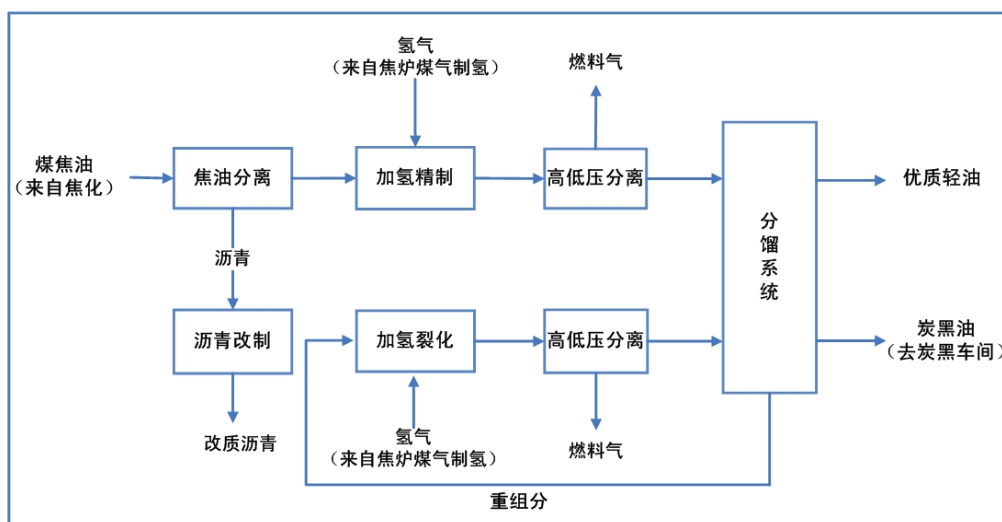 氢气
（来自焦炉煤气制氢）
燃料气
煤焦油
（来自焦化）
焦油分离
加氢精制
高低压分离
分馏系统
优质轻油
沥青
沥青改制
加氢裂化
高低压分离
炭黑油
（去炭黑车间）
改质沥青
氢气
（来自焦炉煤气制氢）
燃料气
重组分